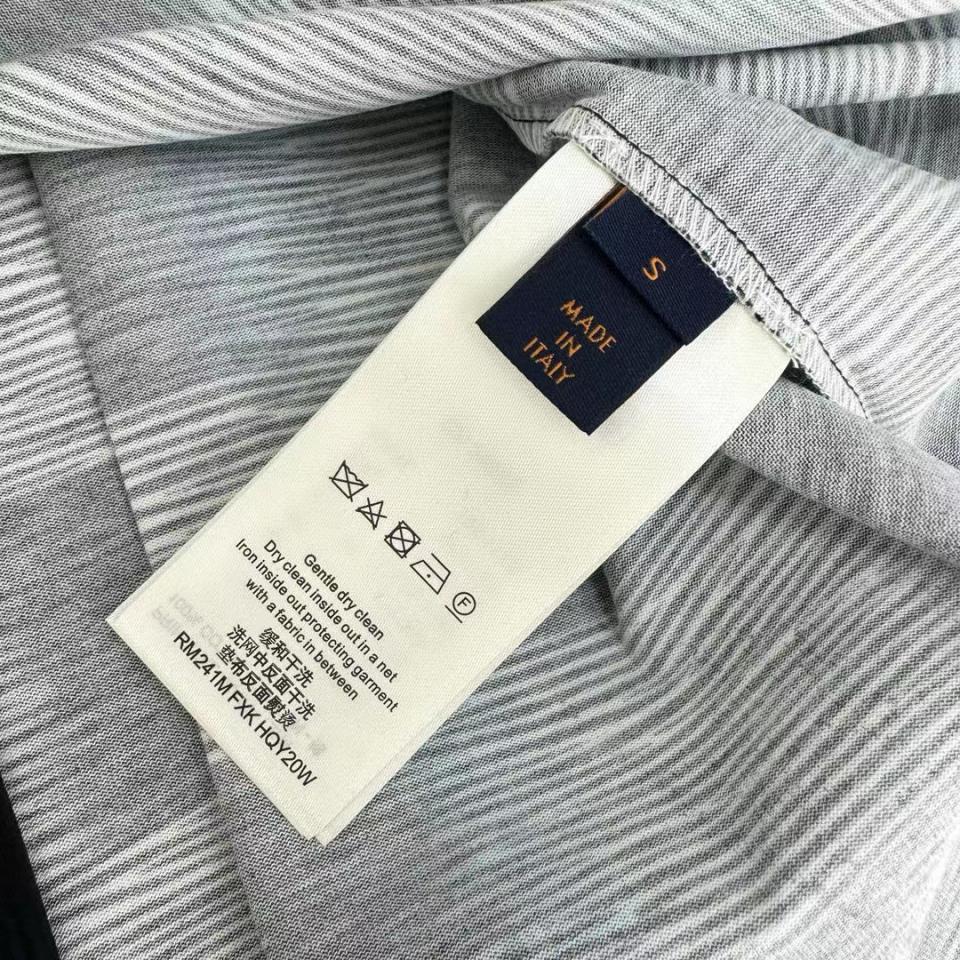 S
MADE
IN
ITALY
F
Gentle dry clean
Dry clean inside out in a net
Iron inside out protecting garment
with a fabric in between
缓和干洗
洗网中反面干洗
垫布反面熨烫
RM241M FXK HQY20W